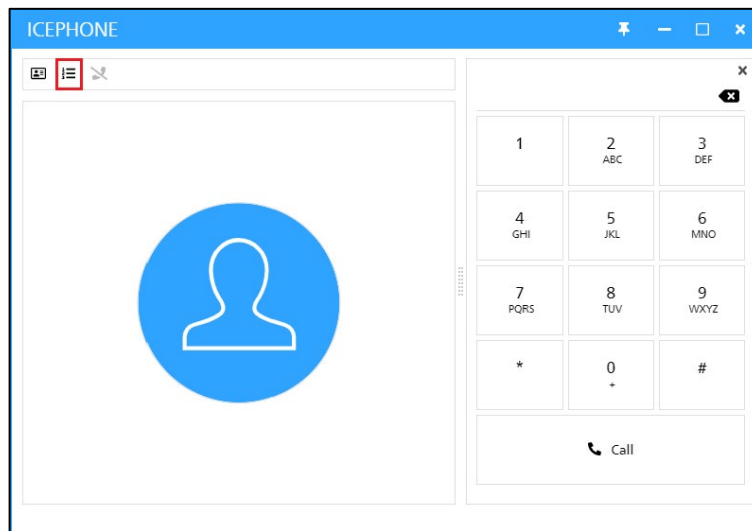 ICEPHONE
1
2
ABC
3
DEF
4
GHI
5
JKL
6
MNO
7
PQRS
8
TUV
9
WXYZ
*
0
+
#
Call